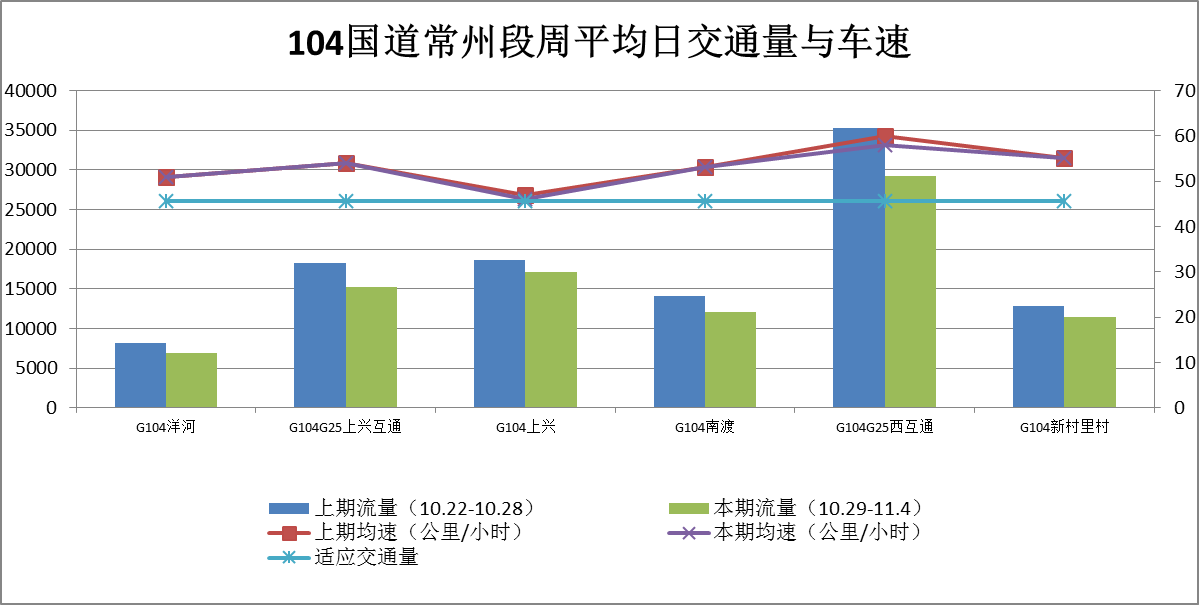 104国道常州段周平均日交通量与车速
40000
35000
30000
25000
20000
15000
10000
5000
0
70
60
50
40
30
20
10
0
G104洋河
G104G25上兴互通
G104上兴
G104南渡
G104G25西互通
G104新村里村
上期流量（10.22-10.28）
本期流量（10.29-11.4）
上期均速（公里/小时）
本期均速（公里/小时）
适应交通量